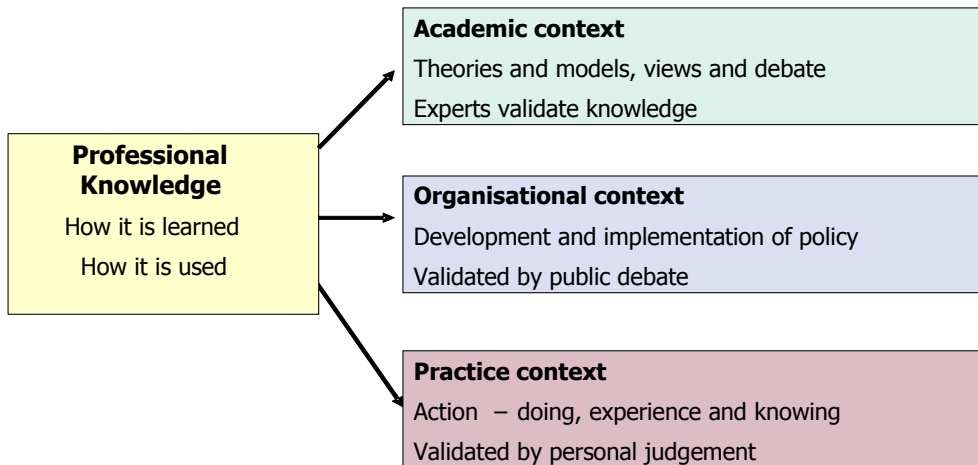 Professional
Knowledge
How it is learned
How it is used
Academic context
Theories and models, views and debate
Experts validate knowledge
Organisational context
Development and implementation of policy
Validated by public debate
Practice context
Action – doing, experience and knowing
Validated by personal judgement